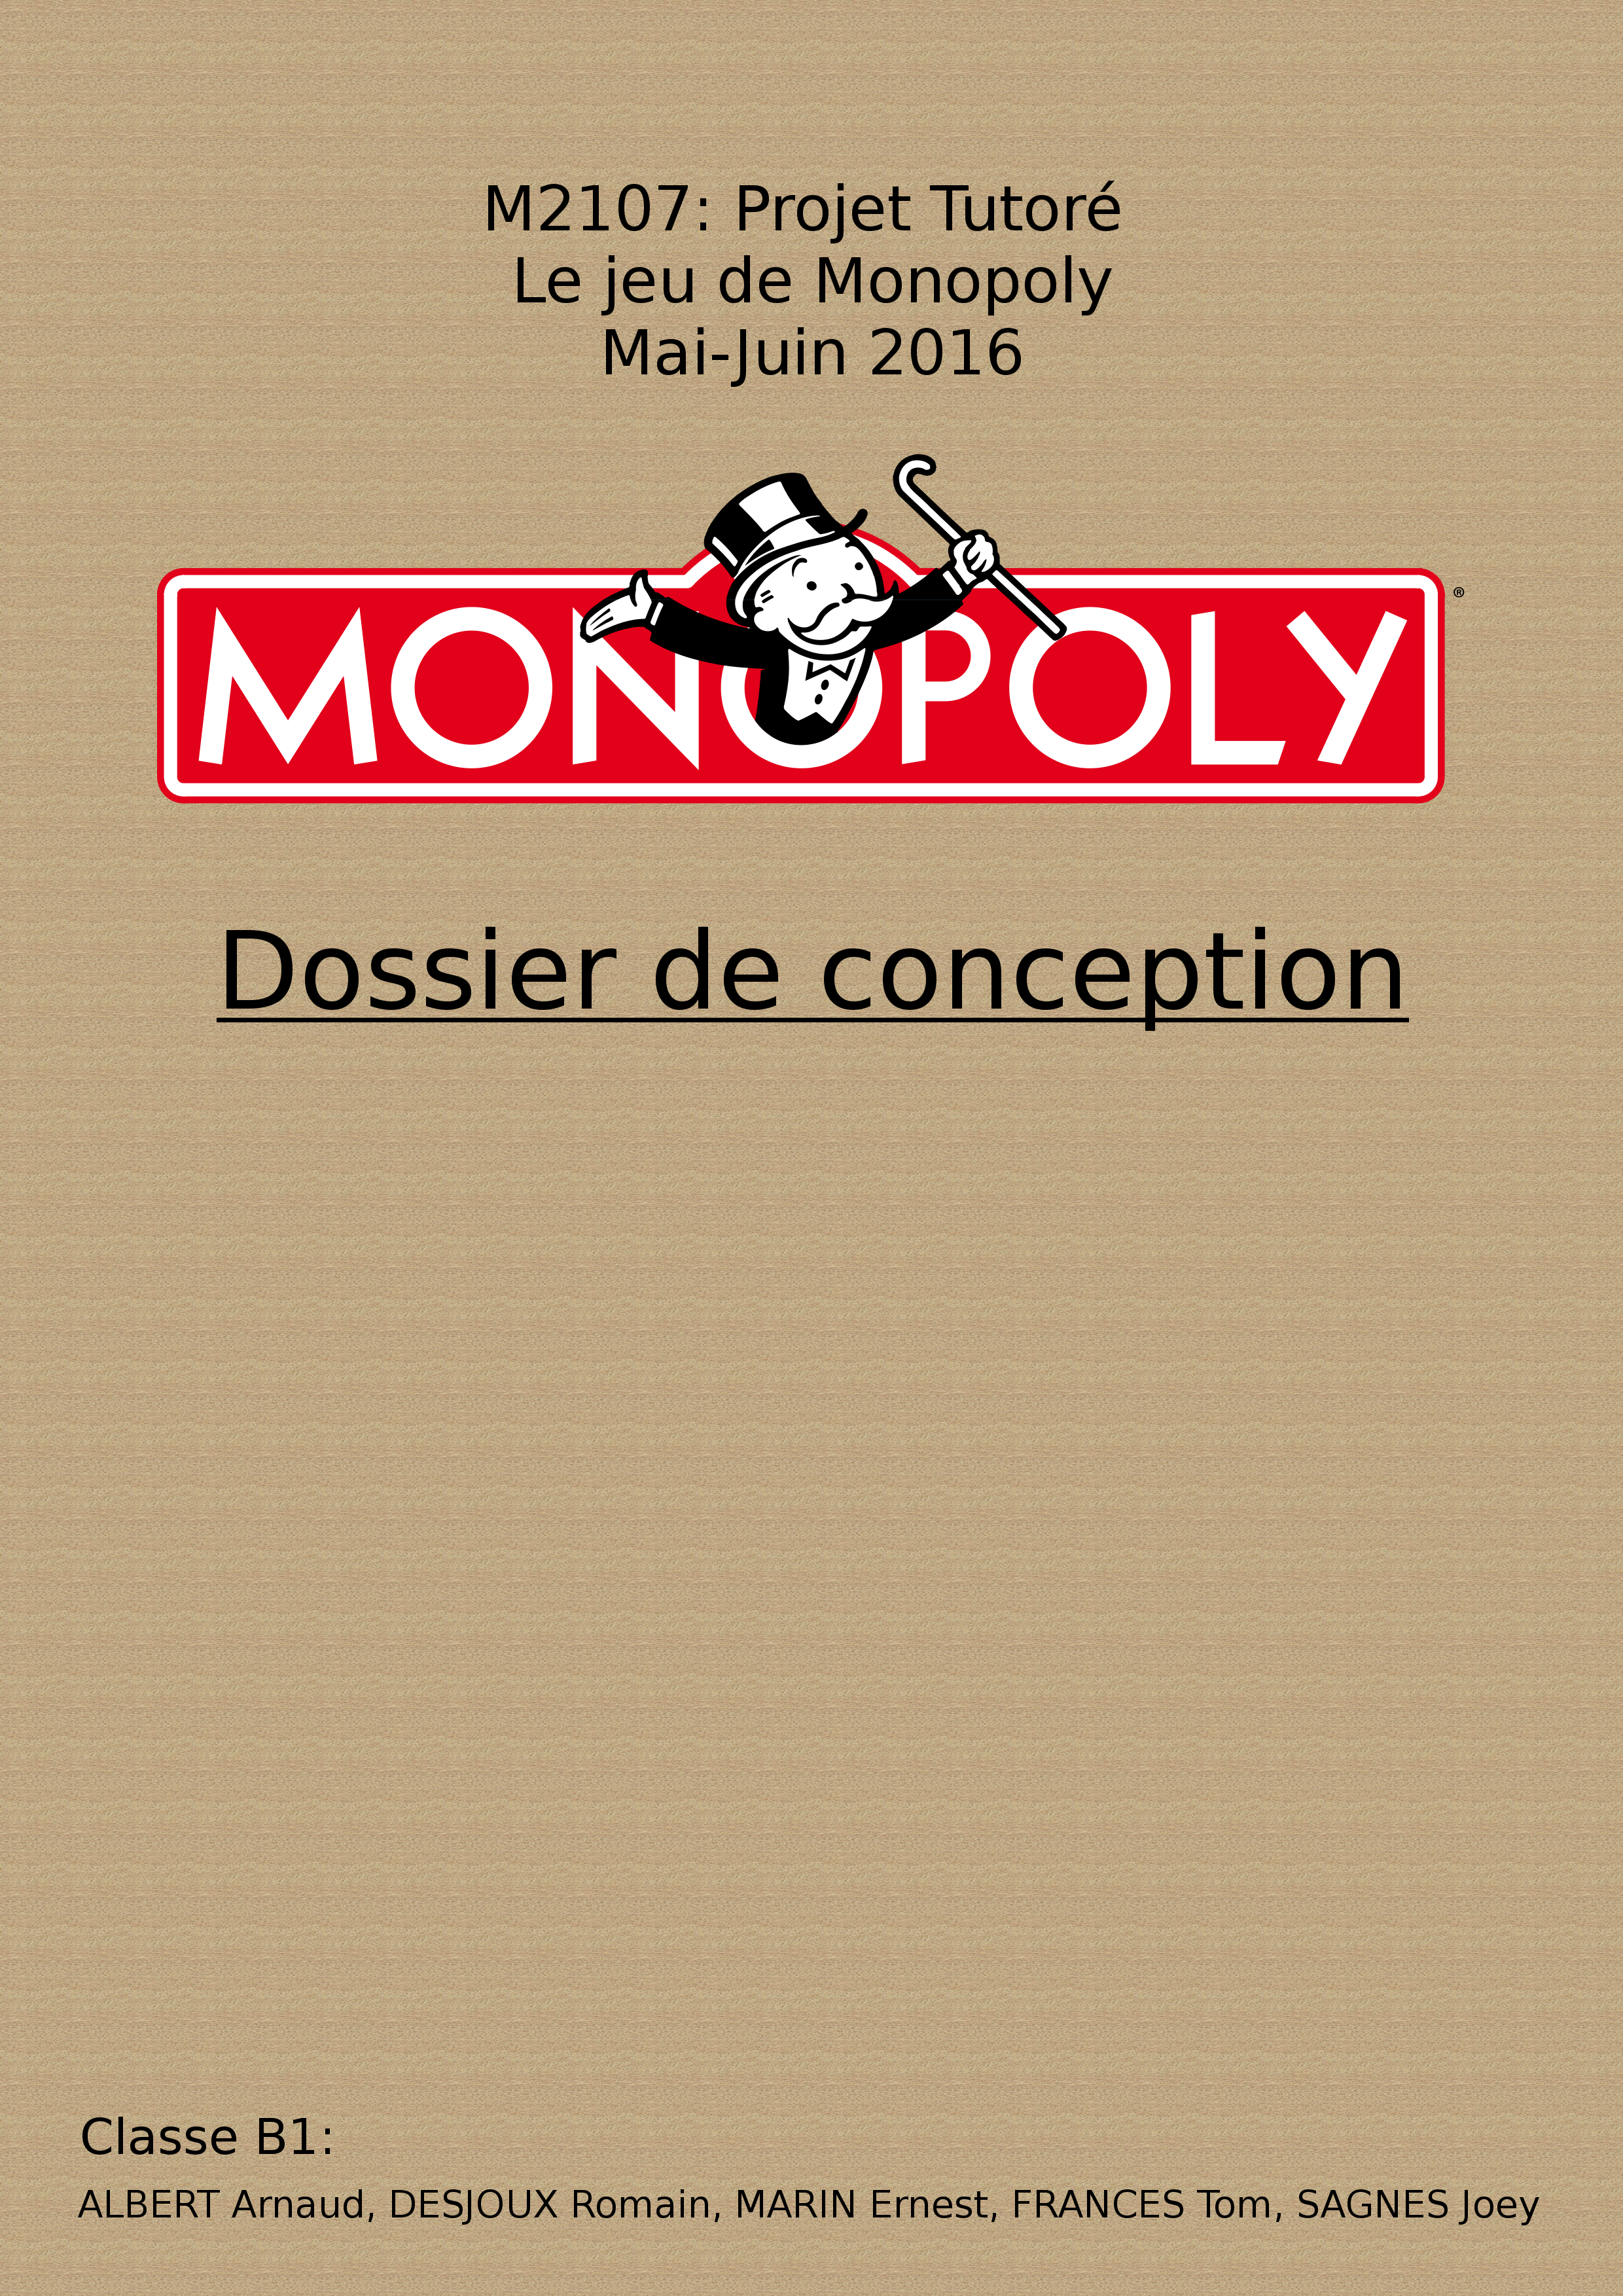 M2107: Projet Tutoré
Le jeu de Monopoly
Mai-Juin 2016
MONOPOLY®
Dossier de conception
Classe B1:
ALBERT Arnaud, DESJOUX Romain, MARIN Ernest, FRANCES Tom, SAGNES Joey